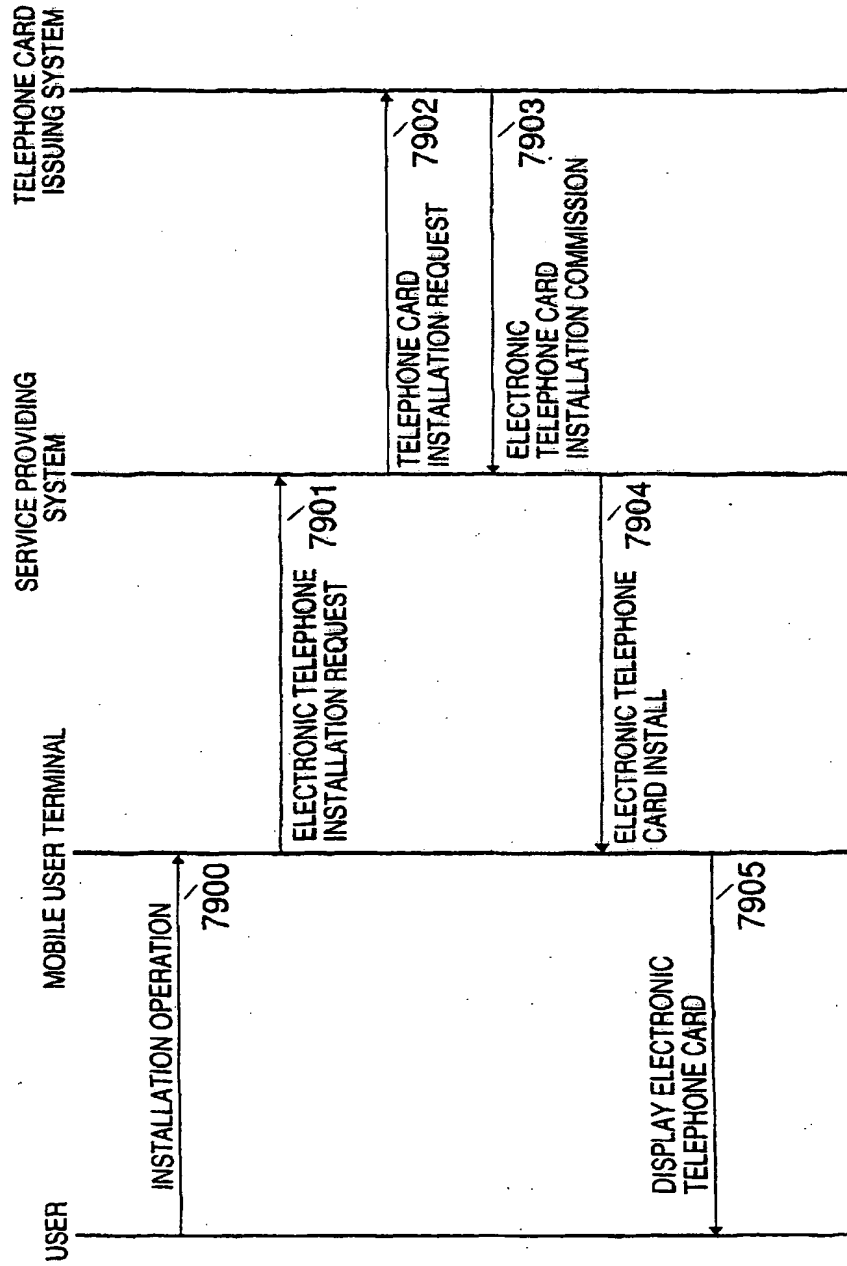 USER
MOBILE USER TERMINAL
SERVICE PROVIDING
SYSTEM
TELEPHONE CARD
ISSUING SYSTEM
INSTALLATION OPERATION
7900
ELECTRONIC TELEPHONE
INSTALLATION REQUEST
7901
TELEPHONE CARD
INSTALLATION REQUEST
7902
ELECTRONIC
TELEPHONE CARD
INSTALLATION COMMISSION
7903
ELECTRONIC TELEPHONE
CARD INSTALL
7904
DISPLAY ELECTRONIC
TELEPHONE CARD
7905